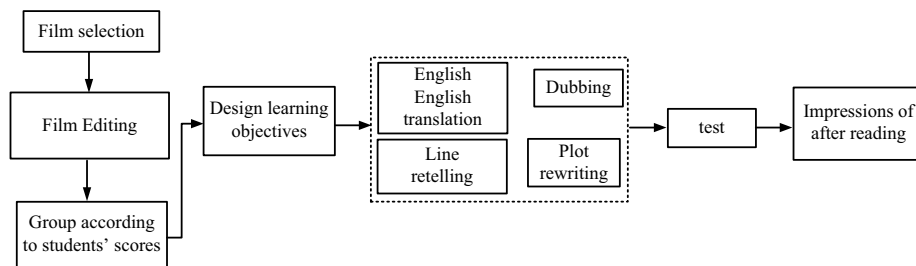 Film selection
Film Editing
Group according
to students’ scores
Design learning
objectives
English
English
translation
Dubbing
Line
retelling
Plot
rewriting
test
Impressions of
after reading